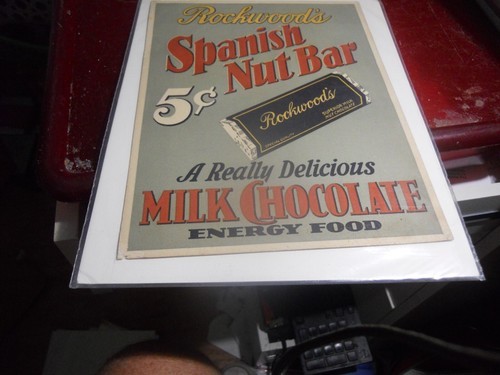 Rockwood's
Spanish
Nut Bar
5¢
Rockwood's
A Really Delicious
MILK CHOCOLATE
ENERGY FOOD